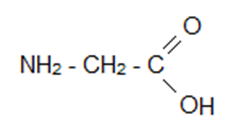 O
NH₂ - CH₂ - C
OH